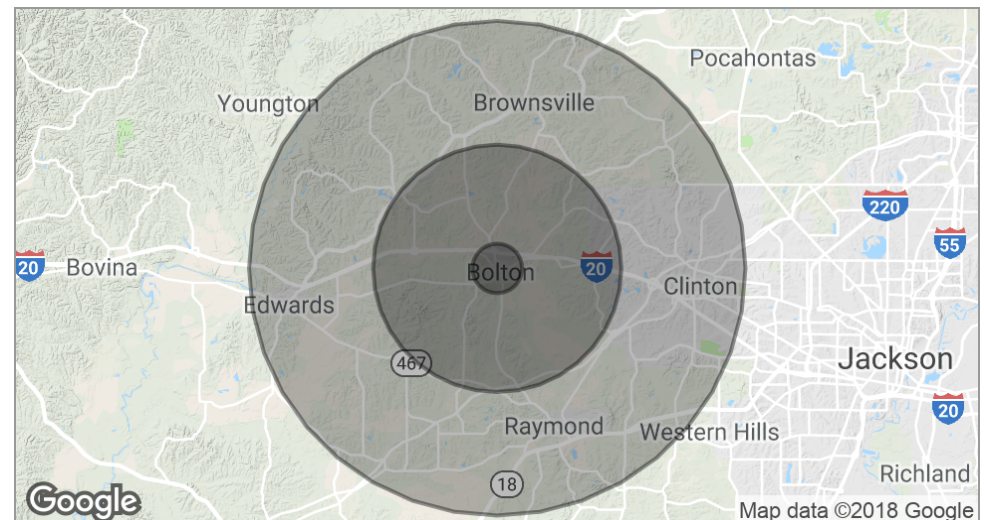 Pocahontas
Youngton
Brownsville
220
55
20
Bovina
Bolton
20
Clinton
Edwards
467
Jackson
20
Raymond
Western Hills
18
Richland
Google
Map data ©2018 Google